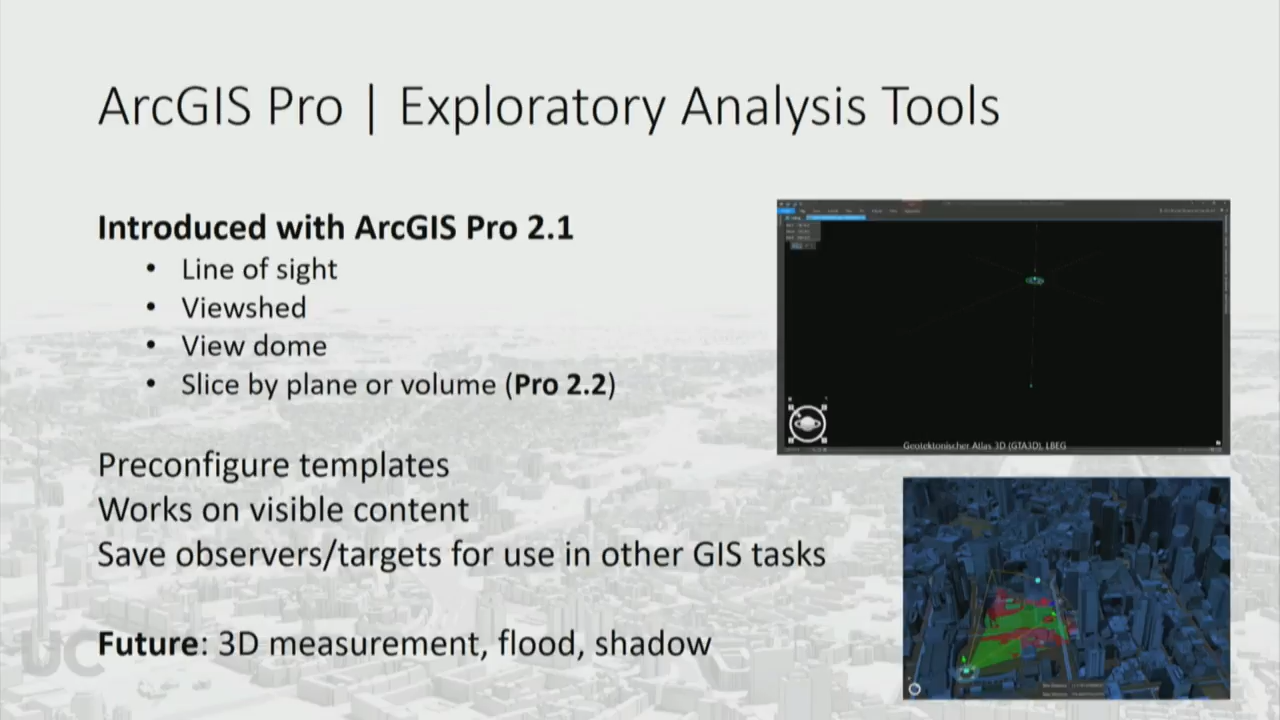 ArcGIS Pro | Exploratory Analysis Tools
Introduced with ArcGIS Pro 2.1
• Line of sight
• Viewshed
• View dome
• Slice by plane or volume (Pro 2.2)
Preconfigure templates
Works on visible content
Save observers/targets for use in other GIS tasks
Future: 3D measurement, flood, shadow
Geotektonischer Atlas 3D (GTA3D), LBEG
UC